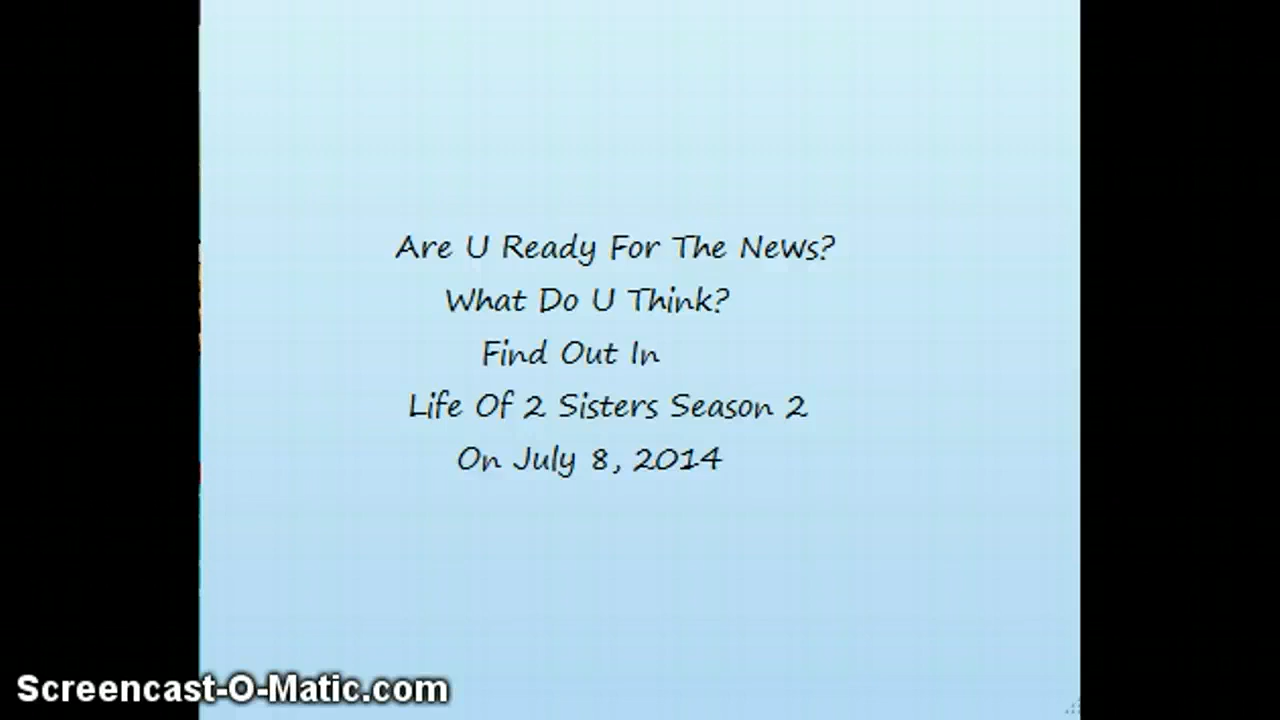 Are U Ready For The News?
What Do U Think?
Find Out In
Life Of 2 Sisters Season 2
On July 8, 2014
Screencast-O-Matic.com